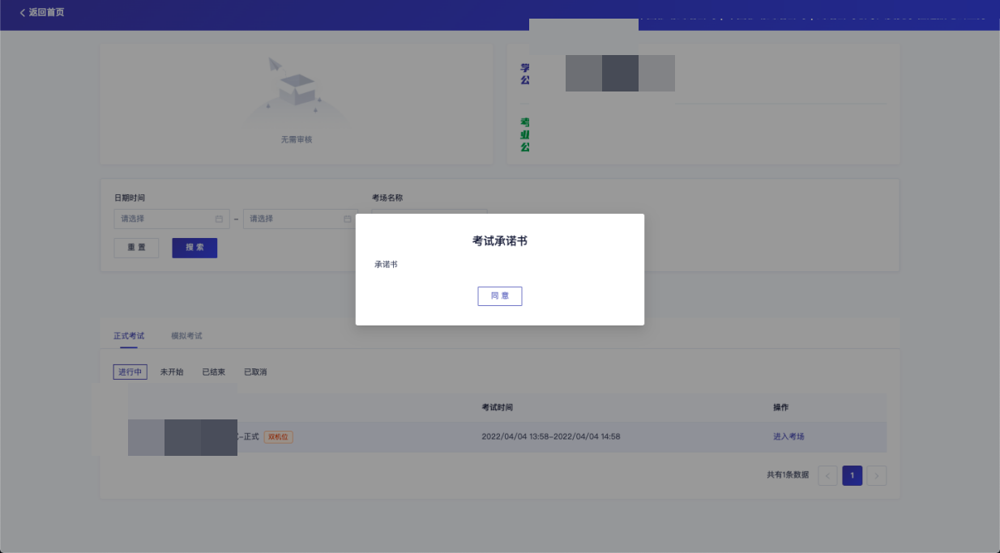 返回首页
学
公
考
业
公
无需审核
日期时间
考场名称
请选择
–
请选择
重 置
搜 索
考试承诺书
承诺书
同 意
正式考试
模拟考试
进行中
未开始
已结束
已取消
考试时间
操作
–正式
双机位
2022/04/04 13:58–2022/04/04 14:58
进入考场
共有1条数据
1